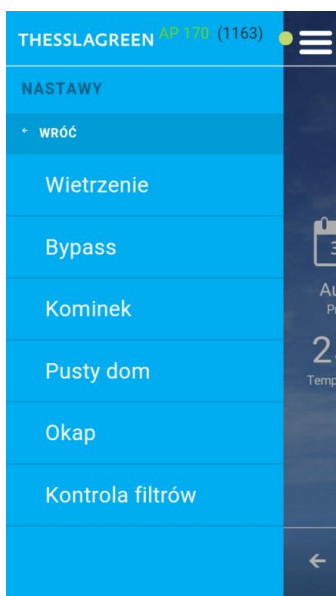 THESSLAGREEN AP 170 (1163)
NASTAWY
← WRÓĆ
Wietrzenie
Bypass
Kominek
Pusty dom
Okap
Kontrola filtrów